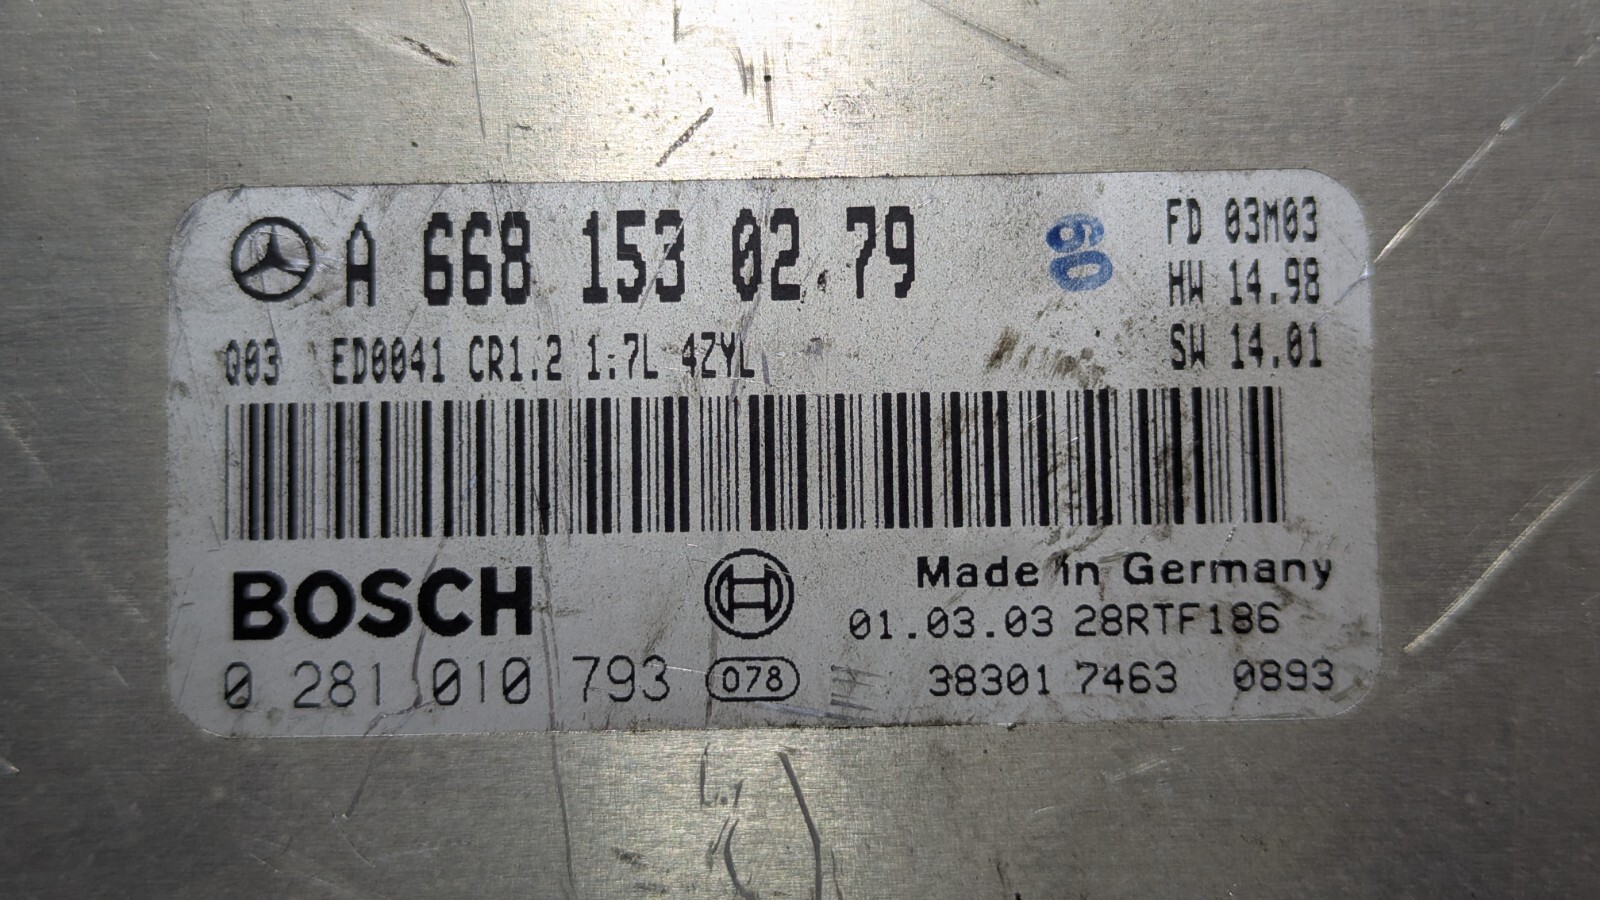 A 668 153 02.79
60
FD 03M03
HW 14.98
SW 14.01
Q03 ED0041 CR1.2 1.7L 4ZYL
BOSCH
Made in Germany
01.03.03 28RTF186
0 281 010 793
078
38301 7463 0893